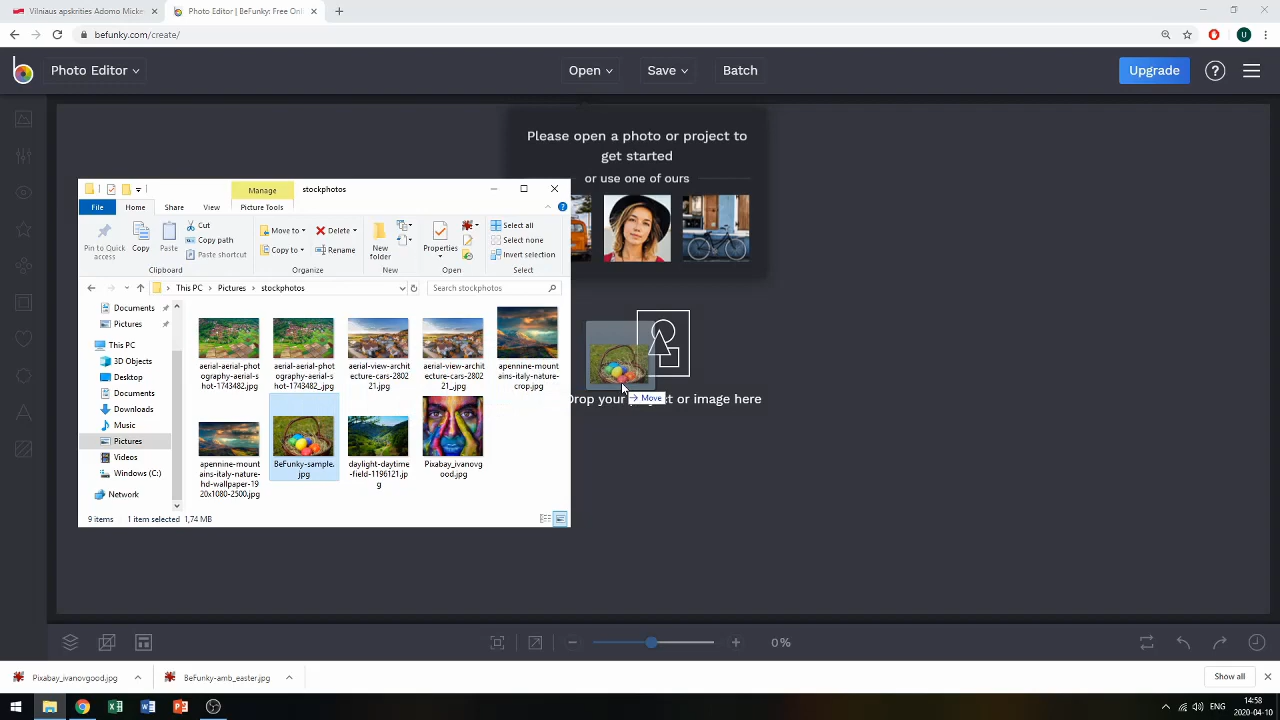 Vilniaus apskrities Adomo Micke
Photo Editor | BeFunky: Free Onl
befunky.com/create/
U
Photo Editor
Open
Save
Batch
Upgrade
?
Please open a photo or project to
get started
or use one of ours
Manage
stockphotos
File
Home
Share
View
Picture Tools
Pin to Quick
access
Copy
Paste
Cut
Copy path
Paste shortcut
Clipboard
Move to
Copy to
Delete
Rename
Organize
New
folder
New
Properties
Open
Select all
Select none
Invert selection
Select
This PC
Pictures
stockphotos
Search stockphotos
Documents
Pictures
This PC
3D Objects
Desktop
Documents
Downloads
Music
Pictures
Videos
Windows (C:)
Network
aerial-aerial-phot
ography-aerial-s
hot-1743482.jpg
aerial-aerial-phot
ography-aerial-s
hot-1743482_.jpg
aerial-view-archi
tecture-cars-2802
21.jpg
aerial-view-archi
tecture-cars-2802
21_.jpg
apennine-mount
ains-italy-nature-
crop.jpg
apennine-mount
ains-italy-nature-
hd-wallpaper-19
20x1080-2500.jpg
BeFunky-sample.
jpg
daylight-daytime
-field-1196121.jp
g
Pixabay_ivanovg
ood.jpg
9 items
1 item selected
1,74 MB
Move
Drop your project or image here
0 %
Pixabay_ivanovgood.jpg
BeFunky-amb_easter.jpg
Show all
ENG
14:58
2020-04-10